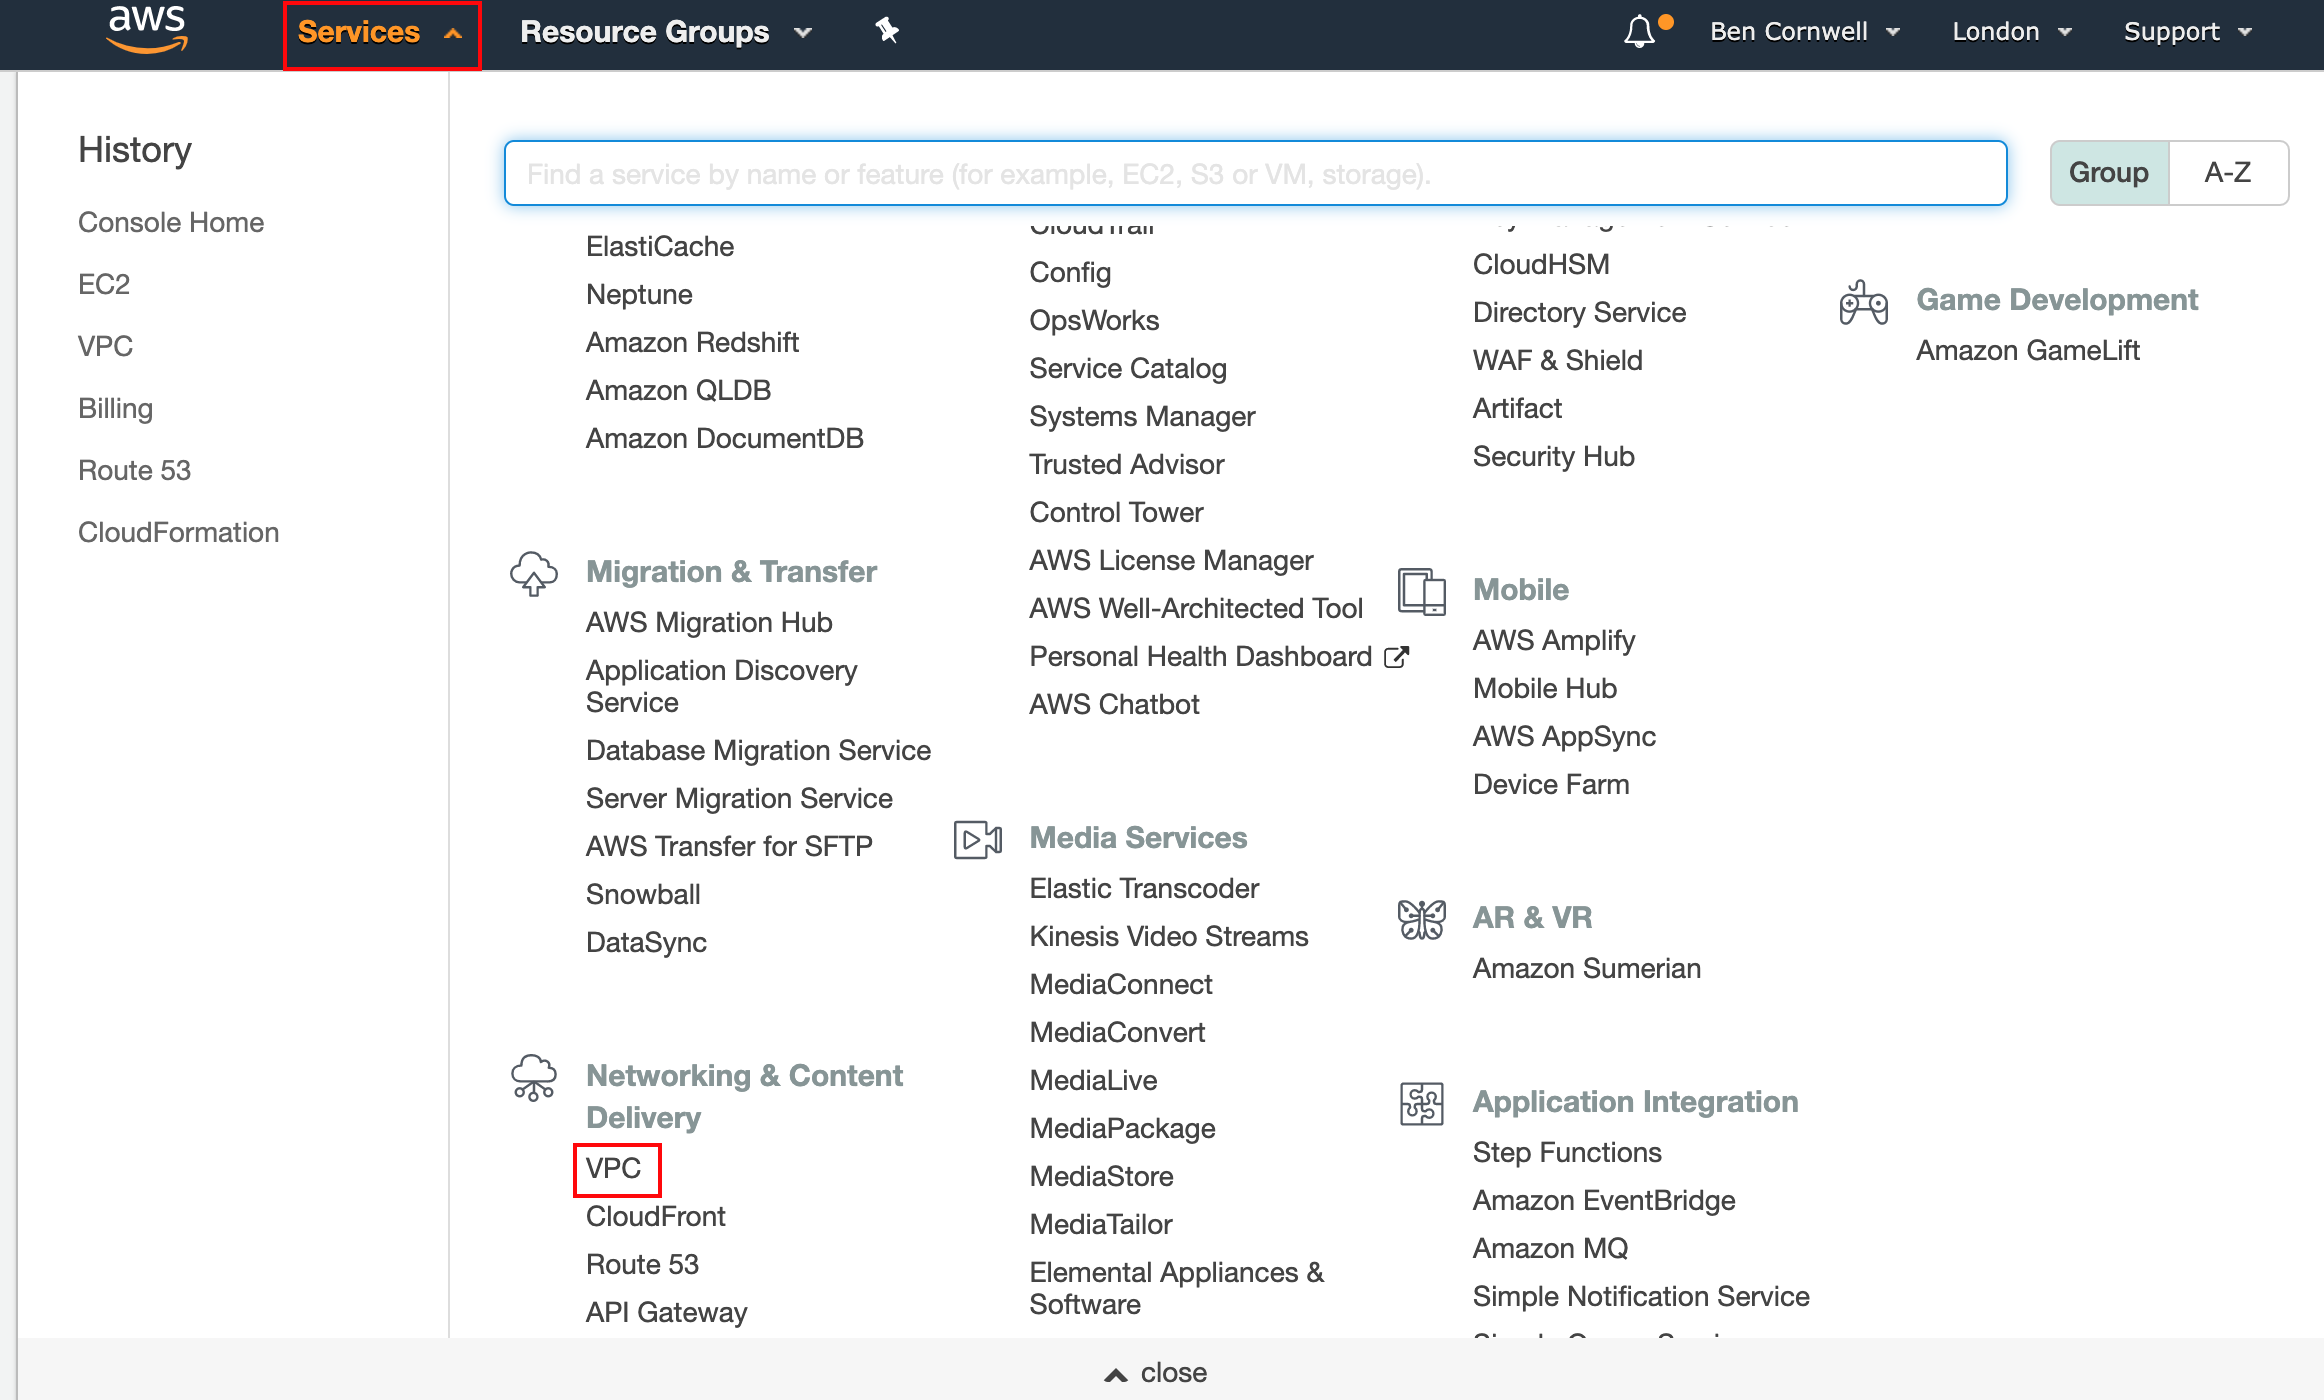 aws
Services
Resource Groups
Ben Cornwell
London
Support
History
Console Home
EC2
VPC
Billing
Route 53
CloudFormation
Find a service by name or feature (for example, EC2, S3 or VM, storage).
Group
A-Z
ElastiCache
Neptune
Amazon Redshift
Amazon QLDB
Amazon DocumentDB
Migration & Transfer
AWS Migration Hub
Application Discovery
Service
Database Migration Service
Server Migration Service
AWS Transfer for SFTP
Snowball
DataSync
Networking & Content
Delivery
VPC
CloudFront
Route 53
API Gateway
CloudTrail
Config
OpsWorks
Service Catalog
Systems Manager
Trusted Advisor
Control Tower
AWS License Manager
AWS Well-Architected Tool
Personal Health Dashboard
AWS Chatbot
Media Services
Elastic Transcoder
Kinesis Video Streams
MediaConnect
MediaConvert
MediaLive
MediaPackage
MediaStore
MediaTailor
Elemental Appliances &
Software
CloudHSM
Directory Service
WAF & Shield
Artifact
Security Hub
Mobile
AWS Amplify
Mobile Hub
AWS AppSync
Device Farm
AR & VR
Amazon Sumerian
Application Integration
Step Functions
Amazon EventBridge
Amazon MQ
Simple Notification Service
Game Development
Amazon GameLift
close